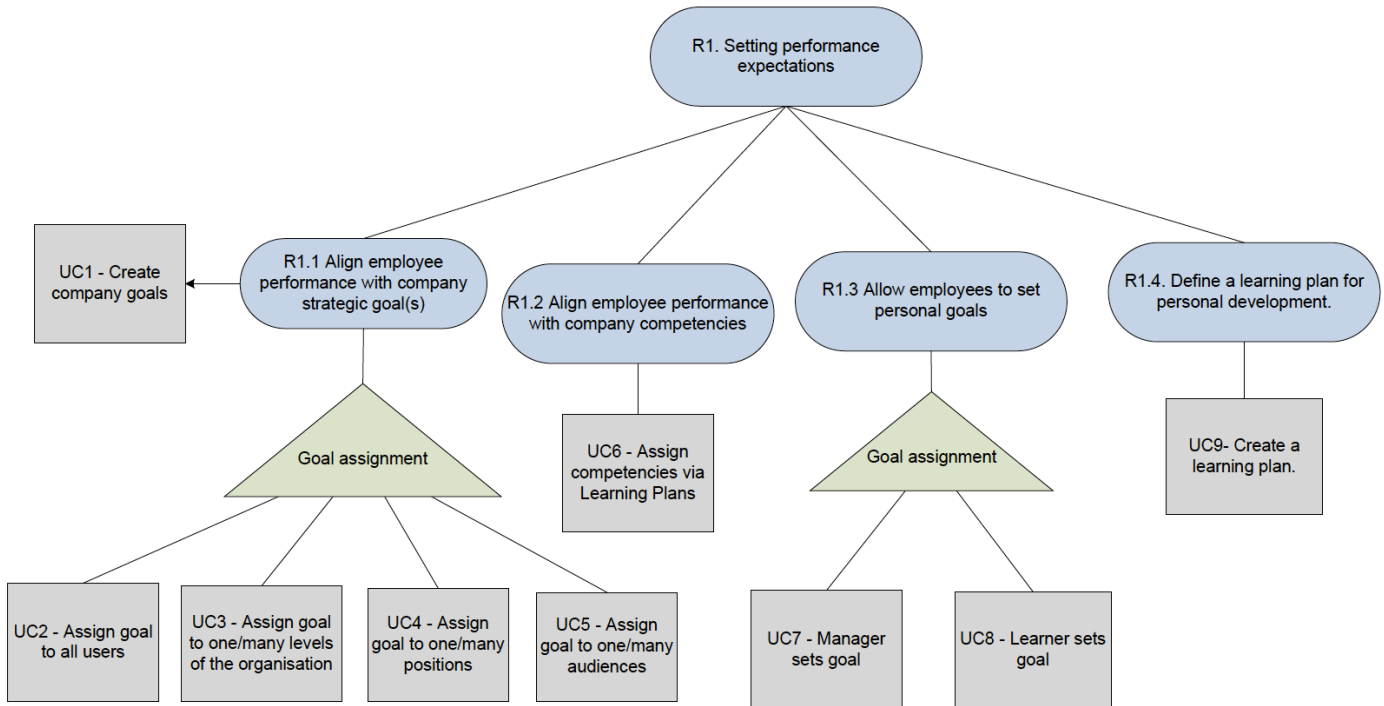 R1. Setting performance
expectations
UC1 - Create
company goals
R1.1 Align employee
performance with company
strategic goal(s)
R1.2 Align employee performance
with company competencies
R1.3 Allow employees to set
personal goals
R1.4. Define a learning plan for
personal development.
Goal assignment
UC6 - Assign
competencies via
Learning Plans
Goal assignment
UC9- Create a
learning plan.
UC2 - Assign goal
to all users
UC3 - Assign goal
to one/many levels
of the organisation
UC4 - Assign
goal to one/many
positions
UC5 - Assign
goal to one/many
audiences
UC7 - Manager
sets goal
UC8 - Learner sets
goal